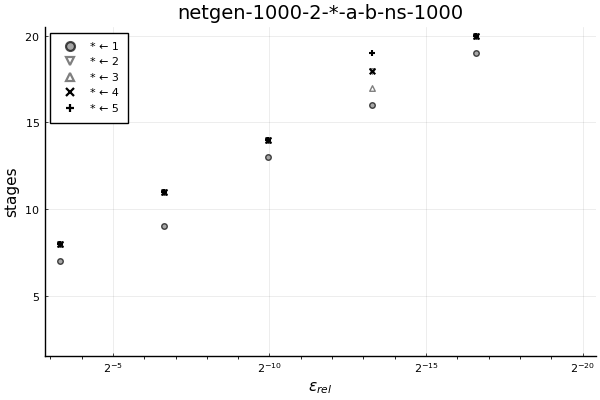 netgen-1000-2-*-a-b-ns-1000
* ← 1
* ← 2
* ← 3
* ← 4
* ← 5
stages
20
15
10
5
2⁻⁵
2⁻¹⁰
2⁻¹⁵
2⁻²⁰
ε_rel